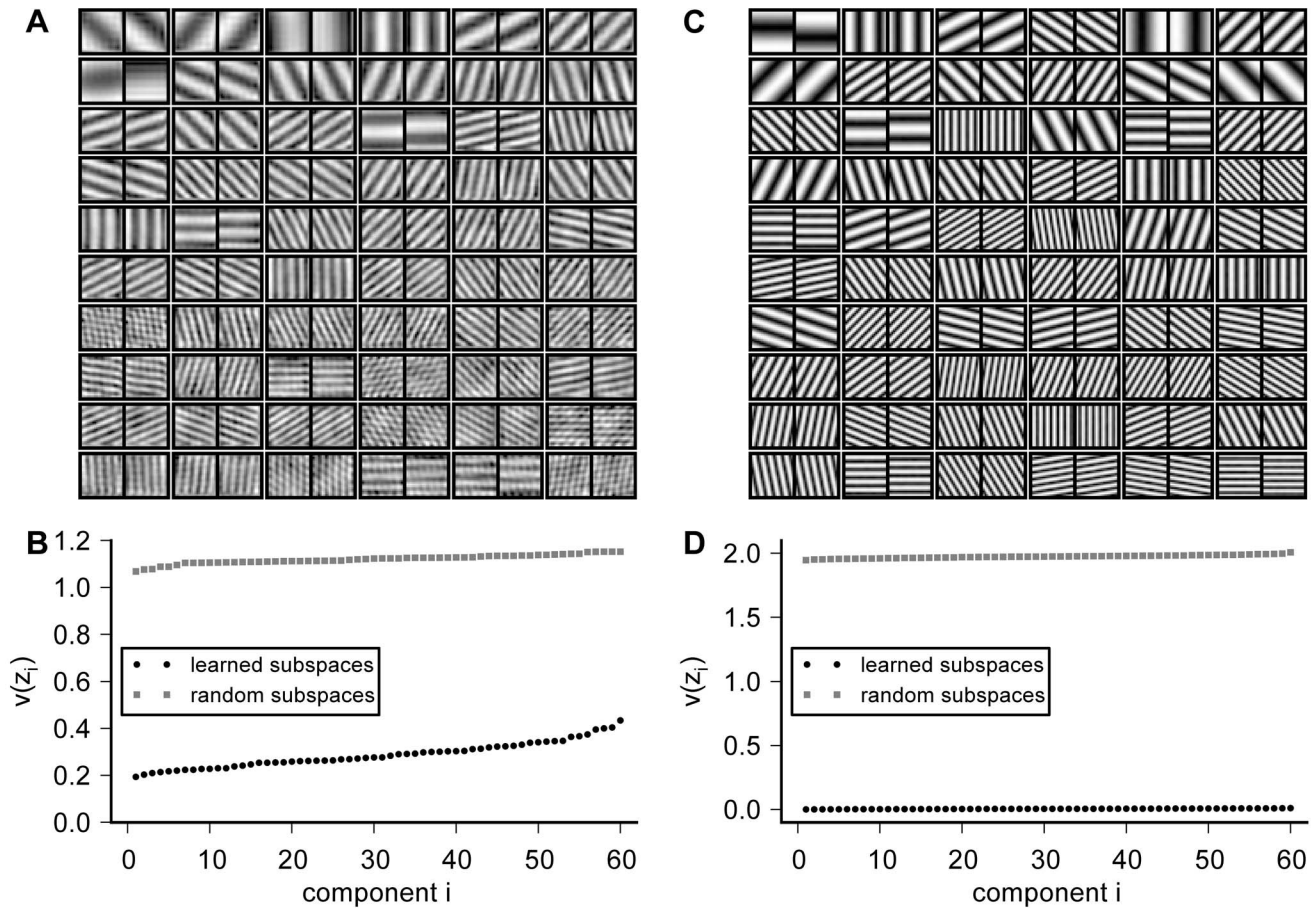 A
C
B
1.2
1.0
0.8
0.6
0.4
0.2
0.0
v(z_i)
learned subspaces
random subspaces
0 10 20 30 40 50 60
component i
D
2.0
1.5
2.0
1.0
0.5
0.0
v(z_i)
learned subspaces
random subspaces
0 10 20 30 40 50 60
component i